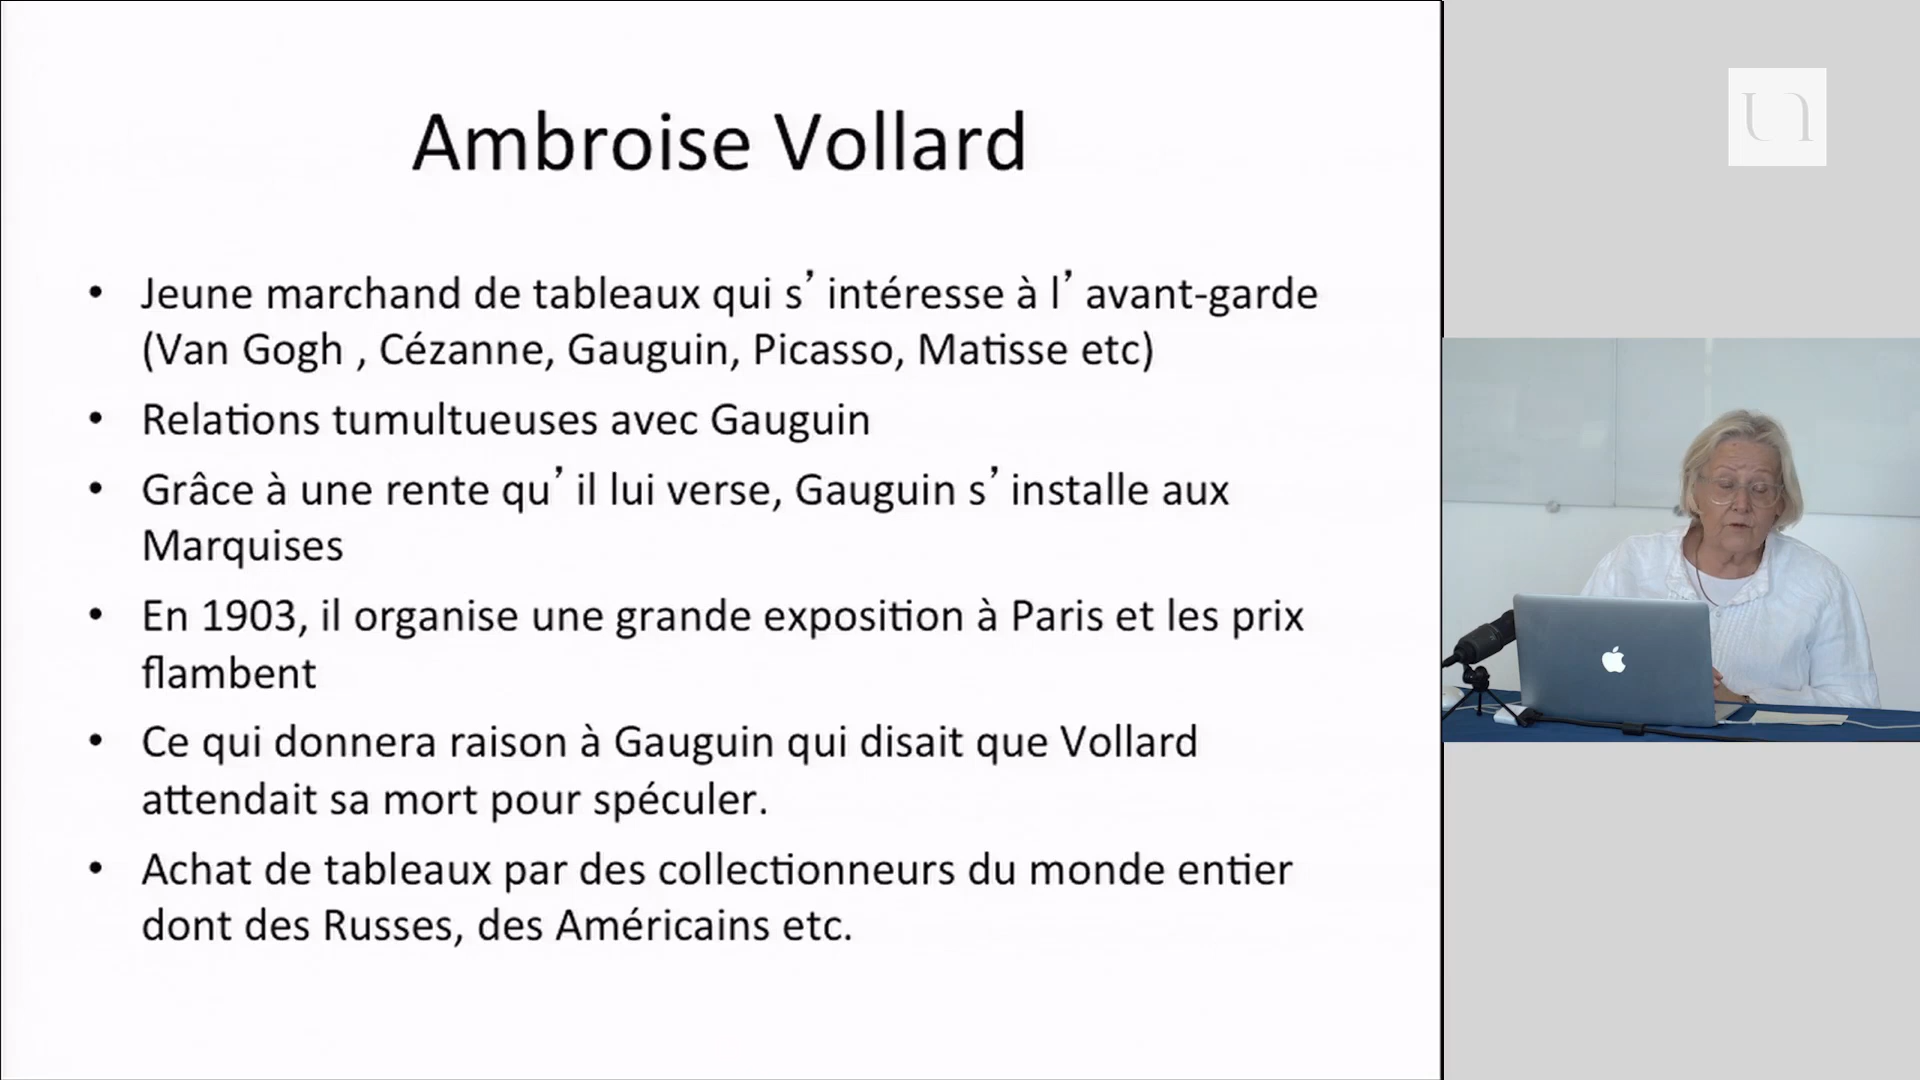 Ambroise Vollard
• Jeune marchand de tableaux qui s’ intéresse à l’ avant-garde
(Van Gogh , Cézanne, Gauguin, Picasso, Matisse etc)
• Relations tumultueuses avec Gauguin
• Grâce à une rente qu’ il lui verse, Gauguin s’ installe aux
Marquises
• En 1903, il organise une grande exposition à Paris et les prix
flambent
• Ce qui donnera raison à Gauguin qui disait que Vollard
attendait sa mort pour spéculer.
• Achat de tableaux par des collectionneurs du monde entier
dont des Russes, des Américains etc.